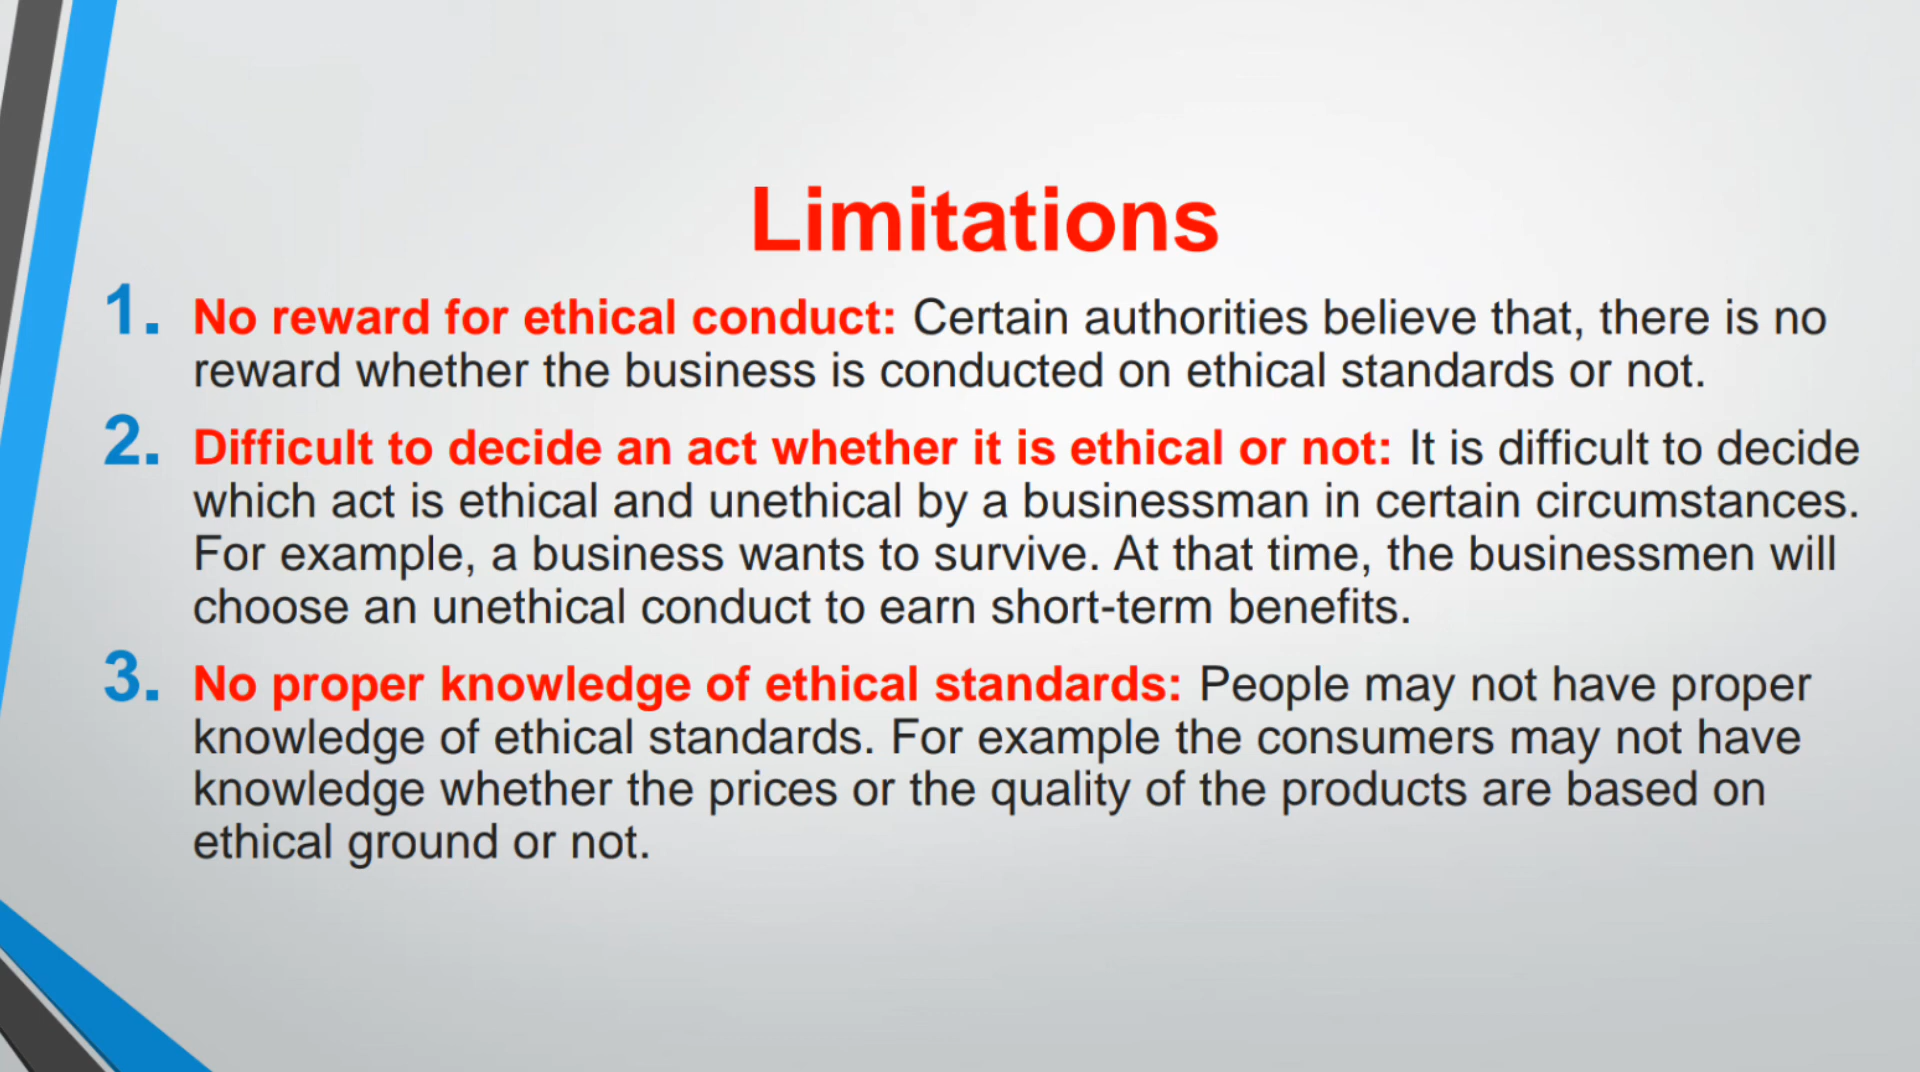 Limitations
1. No reward for ethical conduct: Certain authorities believe that, there is no
reward whether the business is conducted on ethical standards or not.
2. Difficult to decide an act whether it is ethical or not: It is difficult to decide
which act is ethical and unethical by a businessman in certain circumstances.
For example, a business wants to survive. At that time, the businessmen will
choose an unethical conduct to earn short-term benefits.
3. No proper knowledge of ethical standards: People may not have proper
knowledge of ethical standards. For example the consumers may not have
knowledge whether the prices or the quality of the products are based on
ethical ground or not.